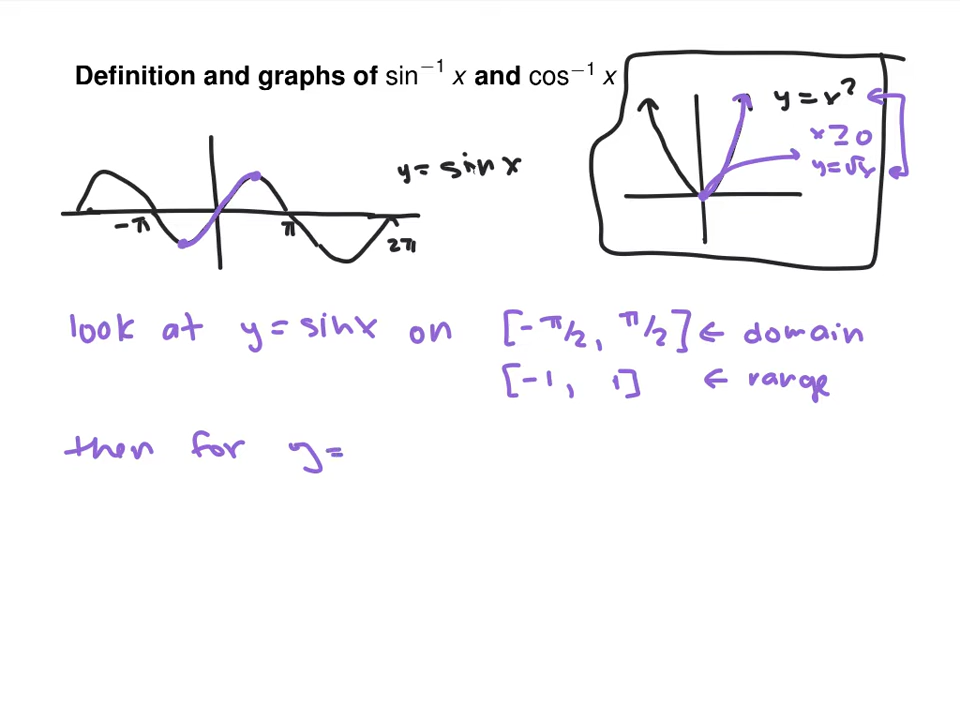 Definition and graphs of sin⁻¹ x and cos⁻¹ x
y = x²
x ≥ 0
y = √x
y = sin x
-π
π
2π
look at y = sin x on [-π/2, π/2] ← domain
[-1, 1] ← range
then for y =